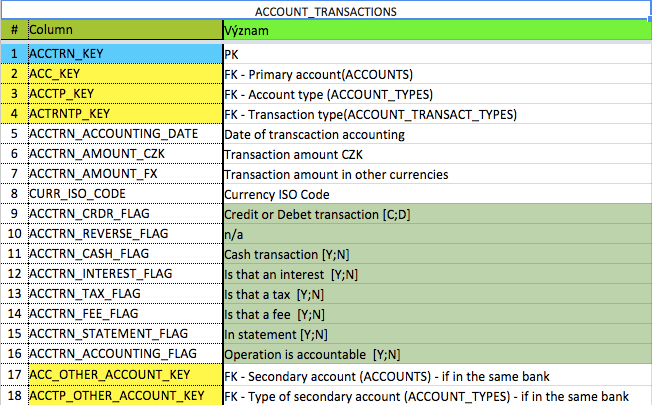 ACCOUNT_TRANSACTIONS
# Column Význam
1 ACCTRN_KEY PK
2 ACC_KEY FK - Primary account(ACCOUNTS)
3 ACCTP_KEY FK - Account type (ACCOUNT_TYPES)
4 ACTRNTP_KEY FK - Transaction type(ACCOUNT_TRANSACT_TYPES)
5 ACCTRN_ACCOUNTING_DATE Date of transcaction accounting
6 ACCTRN_AMOUNT_CZK Transaction amount CZK
7 ACCTRN_AMOUNT_FX Transaction amount in other currencies
8 CURR_ISO_CODE Currency ISO Code
9 ACCTRN_CRDR_FLAG Credit or Debet transaction [C;D]
10 ACCTRN_REVERSE_FLAG n/a
11 ACCTRN_CASH_FLAG Cash transaction [Y;N]
12 ACCTRN_INTEREST_FLAG Is that an interest [Y;N]
13 ACCTRN_TAX_FLAG Is that a tax [Y;N]
14 ACCTRN_FEE_FLAG Is that a fee [Y;N]
15 ACCTRN_STATEMENT_FLAG In statement [Y;N]
16 ACCTRN_ACCOUNTING_FLAG Operation is accountable [Y;N]
17 ACC_OTHER_ACCOUNT_KEY FK - Secondary account (ACCOUNTS) - if in the same bank
18 ACCTP_OTHER_ACCOUNT_KEY FK - Type of secondary account (ACCOUNT_TYPES) - if in the same bank